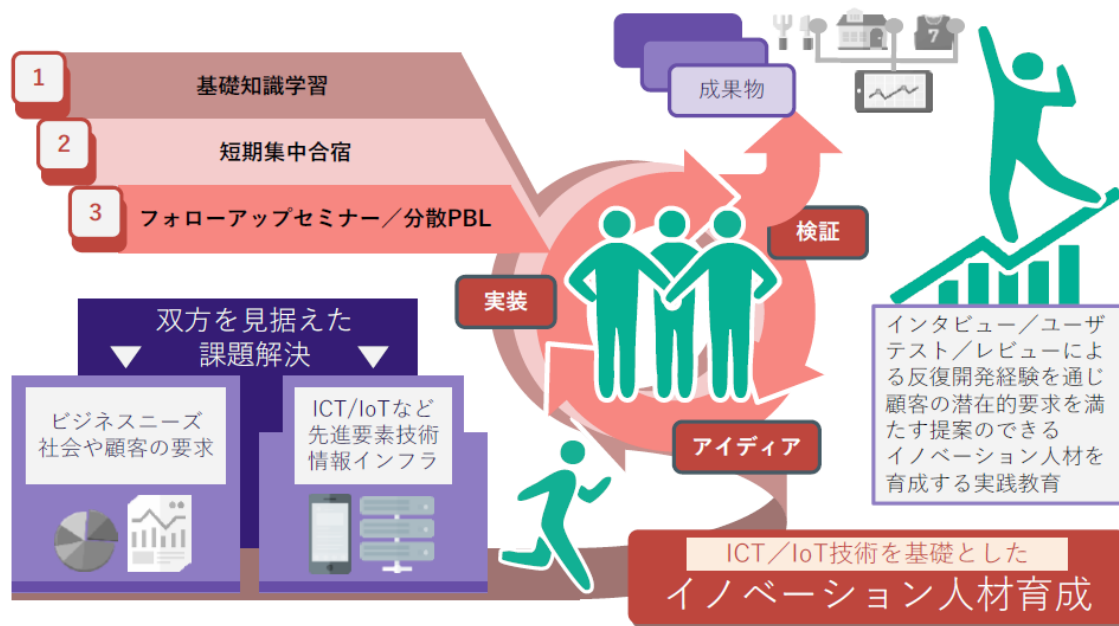 1
基礎知識学習
2
短期集中合宿
3
フォローアップセミナー／分散PBL
成果物
7
検証
実装
アイディア
双方を見据えた
課題解決
ビジネスニーズ
社会や顧客の要求
ICT/IoTなど
先進要素技術
情報インフラ
インタビュー／ユーザ
テスト／レビューによ
る反復開発経験を通じ
顧客の潜在的要求を満
たす提案のできる
イノベーション人材を
育成する実践教育
ICT／IoT技術を基礎とした
イノベーション人材育成